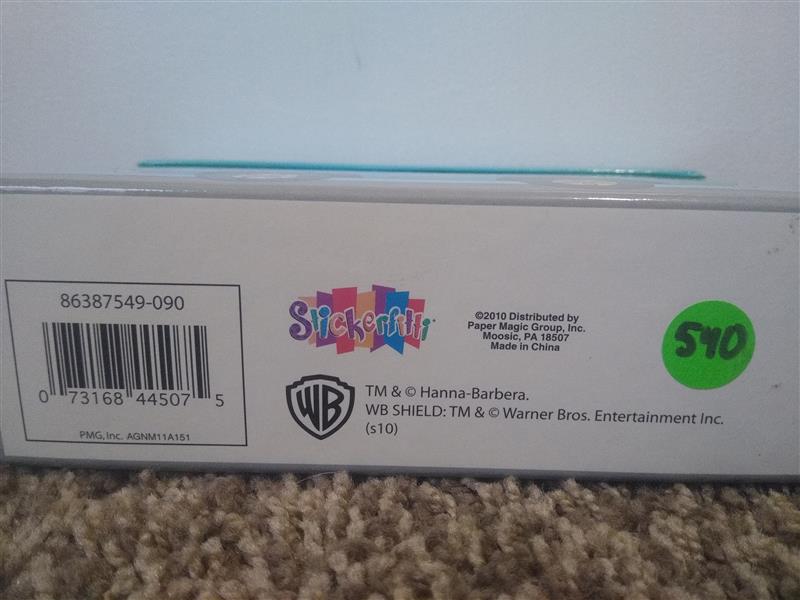 86387549-090
0 73168 44507 5
PMG, Inc. AGNM11A151
Stickerfitti
©2010 Distributed by
Paper Magic Group, Inc.
Moosic, PA 18507
Made in China
540
WB
TM & © Hanna-Barbera.
WB SHIELD: TM & © Warner Bros. Entertainment Inc.
(s10)